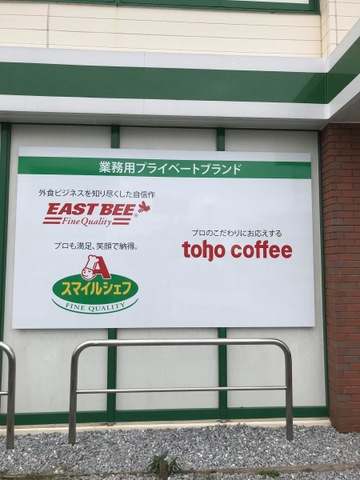 業務用プライベートブランド
外食ビジネスを知り尽くした自信作
EAST BEE
Fine Quality
プロも満足、笑顔で納得。
A
スマイルシェフ
FINE QUALITY
プロのこだわりにお応えする
toho coffee